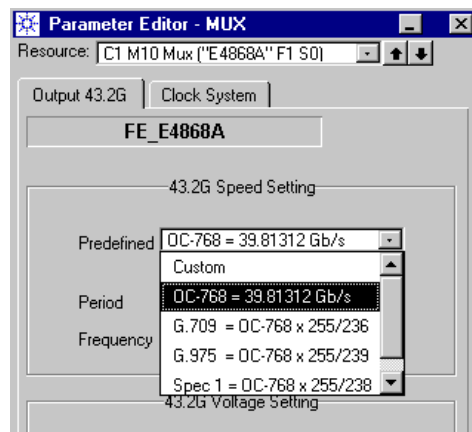 Parameter Editor - MUX
Resource: C1 M10 Mux ("E4868A" F1 S0)
Output 43.2G Clock System
FE_E4868A
43.2G Speed Setting
Predefined OC-768 = 39.81312 Gb/s
Custom
Period OC-768 = 39.81312 Gb/s
G.709 = OC-768 x 255/236
Frequency
G.975 = OC-768 x 255/239
Spec 1 = OC-768 x 255/238
43.2G Voltage Setting